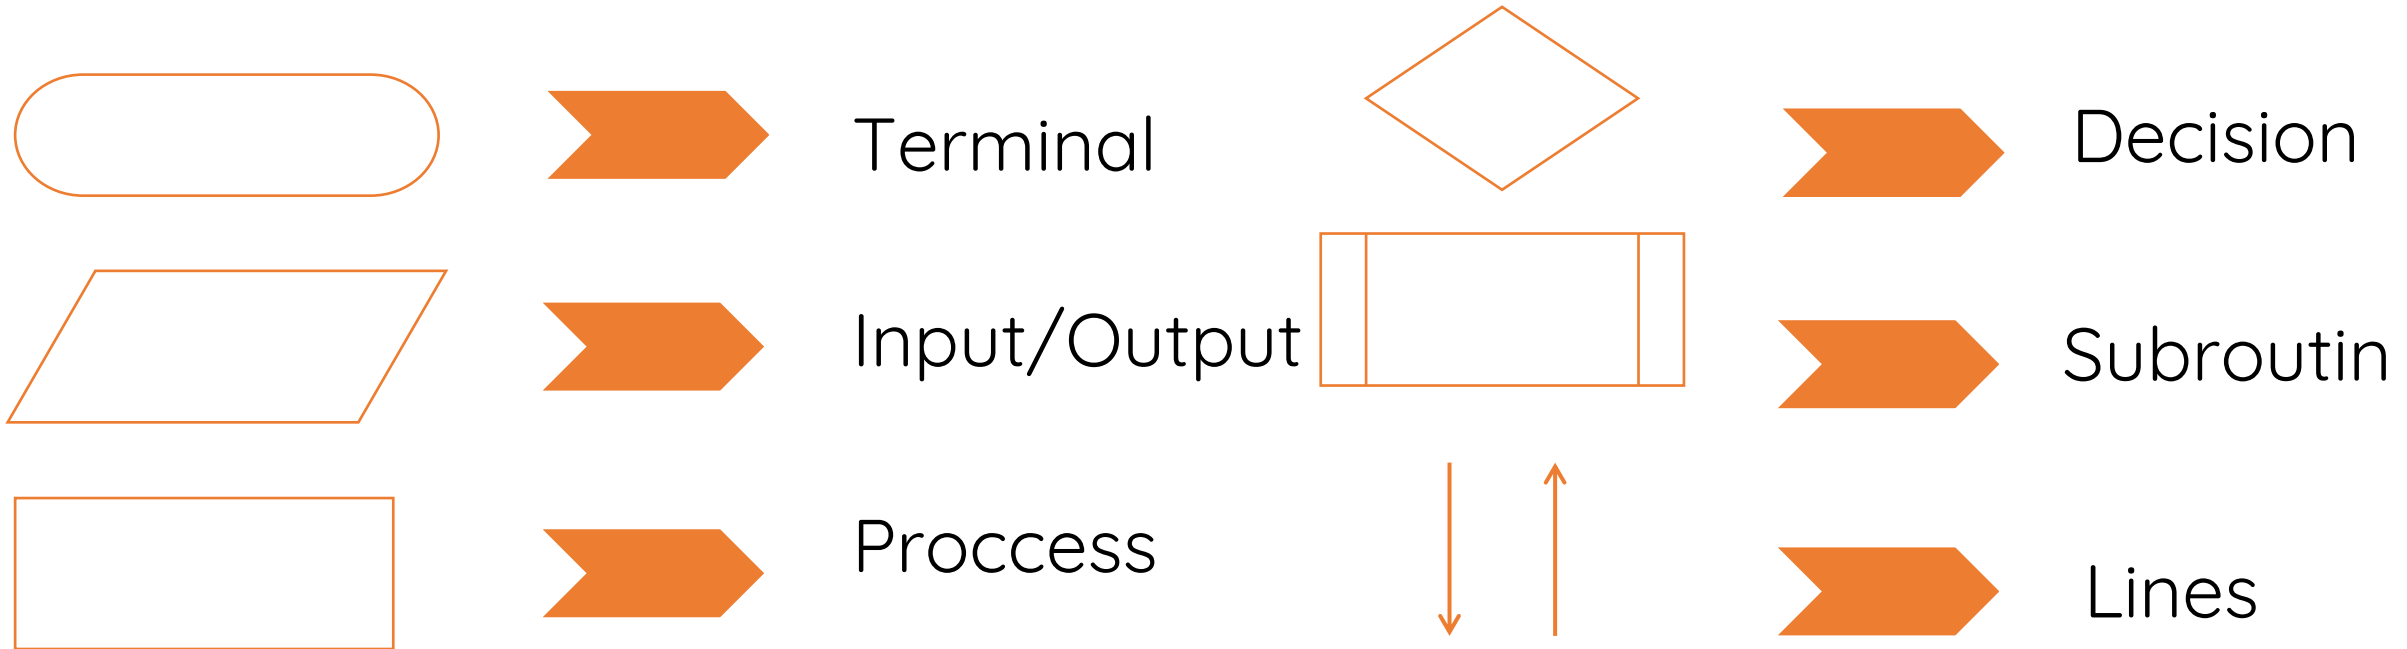 Terminal
Input/Output
Proccess
Decision
Subroutin
Lines